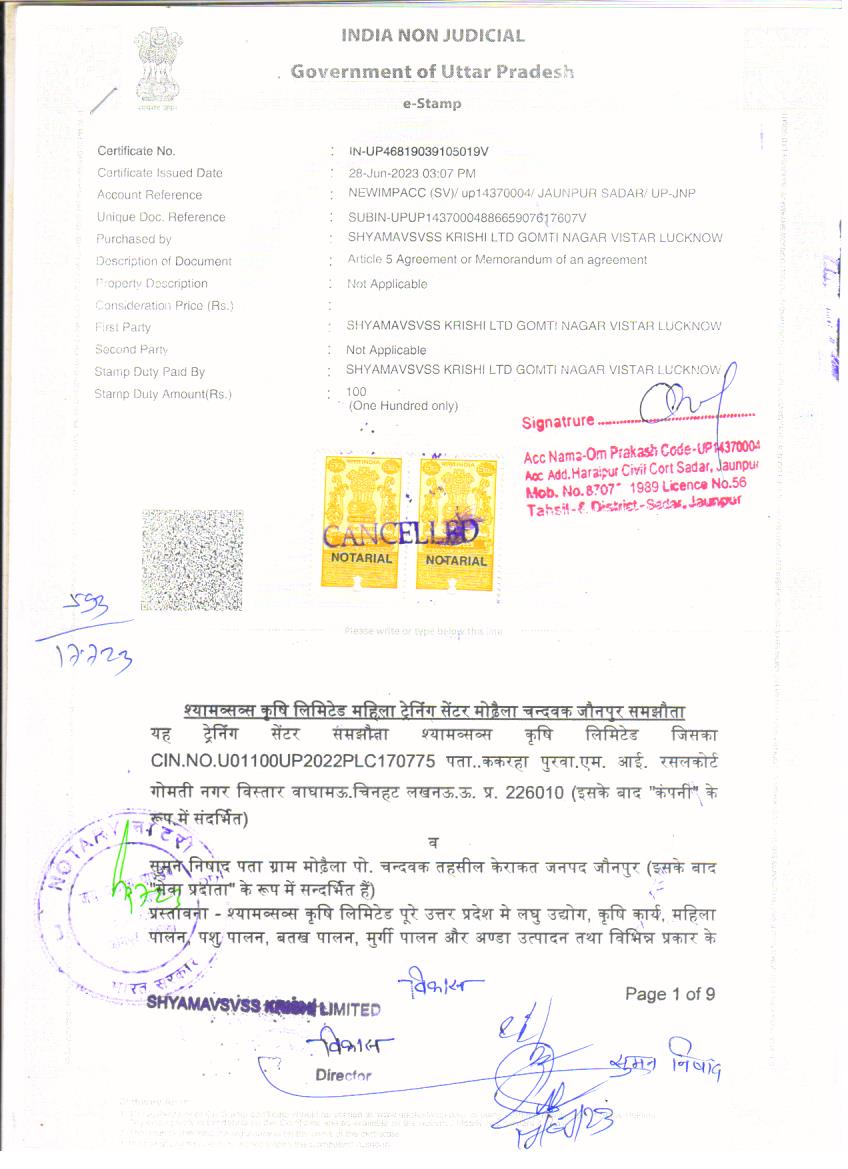 INDIA NON JUDICIAL
Government of Uttar Pradesh
e-Stamp
Certificate No. : IN-UP46819039105019V
Certificate Issued Date : 28-Jun-2023 03:07 PM
Account Reference : NEWIMPACC (SV)/ up14370004/ JAUNPUR SADAR/ UP-JNP
Unique Doc. Reference : SUBIN-UPUP1437000488665907617607V
Purchased by : SHYAMAVSVSS KRISHI LTD GOMTI NAGAR VISTAR LUCKNOW
Description of Document : Article 5 Agreement or Memorandum of an agreement
Property Description : Not Applicable
Consideration Price (Rs.) :
First Party : SHYAMAVSVSS KRISHI LTD GOMTI NAGAR VISTAR LUCKNOW
Second Party : Not Applicable
Stamp Duty Paid By : SHYAMAVSVSS KRISHI LTD GOMTI NAGAR VISTAR LUCKNOW
Stamp Duty Amount(Rs.) : 100
(One Hundred only)
Signatrure
Acc Nama-Om Prakash Code-UP14370004
Acc Add.Haraipur Civil Cort Sadar, Jaunpur
Mob. No.8707 1989 Licence No.56
Tahsil-& District-Sadar, Jaunpur
CANCELLED
NOTARIAL NOTARIAL
593
17.7.23
Please write or type below this line
श्यामव्सव्स कृषि लिमिटेड महिला ट्रेनिंग सेंटर मोढ़ैला चन्दवक जौनपुर समझौता
यह ट्रेनिंग सेंटर समझौता श्यामव्सव्स कृषि लिमिटेड जिसका
CIN.NO.U01100UP2022PLC170775 पता..ककरहा पुरवा.एम. आई. रसलकोर्ट
गोमती नगर विस्तार वाघामऊ.चिनहट लखनऊ.ऊ. प्र. 226010 (इसके बाद "कंपनी" के
रूप में संदर्भित)
व
सुमन निषाद पता ग्राम मोढ़ैला पो. चन्दवक तहसील केराकत जनपद जौनपुर (इसके बाद
"सेवा प्रदाता" के रूप में सन्दर्भित हैं)
प्रस्तावना - श्यामव्सव्स कृषि लिमिटेड पूरे उत्तर प्रदेश मे लघु उद्योग, कृषि कार्य, महिला
पालन, पशु पालन, बतख पालन, मुर्गी पालन और अण्डा उत्पादन तथा विभिन्न प्रकार के
NOTARY
भारत सरकार
विकास
Page 1 of 9
SHYAMAVSVSS KRISHI LIMITED
विकास
Director
सुमन निषाद